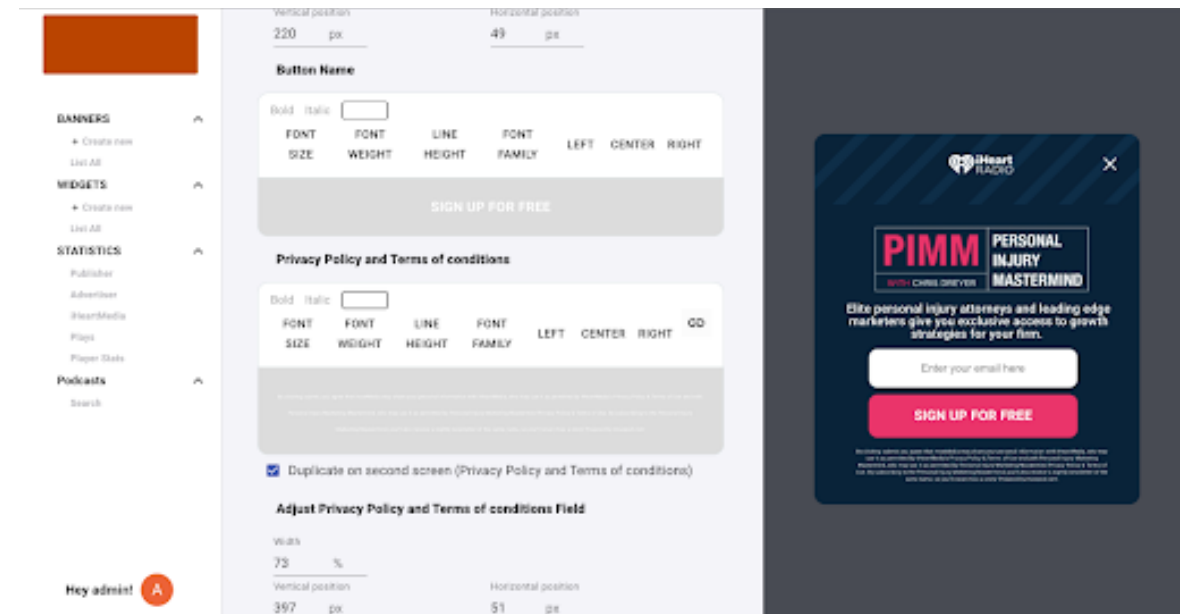 BANNERS
+ Create new
List All
WIDGETS
+ Create new
List All
STATISTICS
Publisher
Advertiser
iHeartMedia
Plays
Player Stats
Podcasts
Search
Hey admin! A
Vertical position Horizontal position
220 px 49 px
Button Name
Bold Italic
FONT SIZE FONT WEIGHT LINE HEIGHT FONT FAMILY LEFT CENTER RIGHT
SIGN UP FOR FREE
Privacy Policy and Terms of conditions
Bold Italic
FONT SIZE FONT WEIGHT LINE HEIGHT FONT FAMILY LEFT CENTER RIGHT
Duplicate on second screen (Privacy Policy and Terms of conditions)
Adjust Privacy Policy and Terms of conditions Field
Width
73 %
Vertical position Horizontal position
397 px 51 px
iHeart
RADIO
PIMM
WITH CHRIS DREYER
PERSONAL
INJURY
MASTERMIND
Elite personal injury attorneys and leading edge
marketers give you exclusive access to growth
strategies for your firm.
Enter your email here
SIGN UP FOR FREE